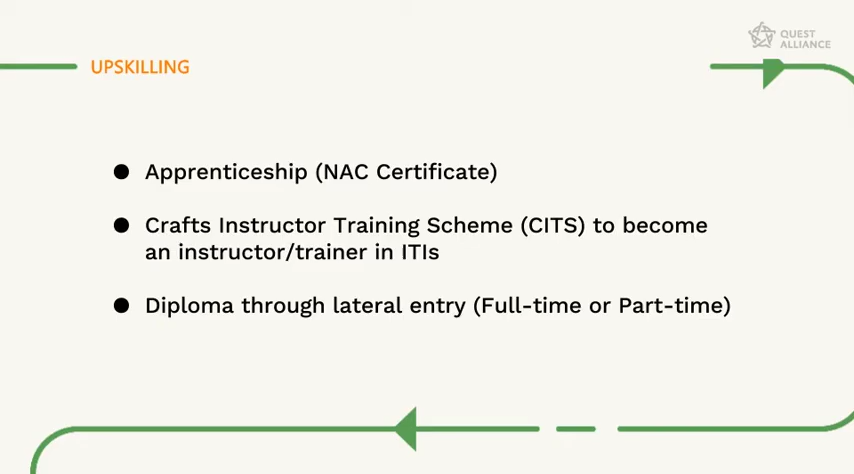 QUEST
ALLIANCE
UPSKILLING
● Apprenticeship (NAC Certificate)
● Crafts Instructor Training Scheme (CITS) to become
an instructor/trainer in ITIs
● Diploma through lateral entry (Full-time or Part-time)